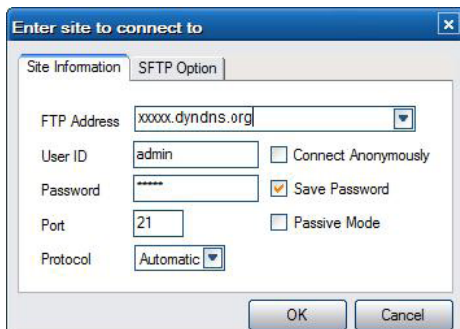 Enter site to connect to
Site Information SFTP Option
FTP Address xxxxx.dyndns.org
User ID admin Connect Anonymously
Password ***** Save Password
Port 21 Passive Mode
Protocol Automatic
OK Cancel